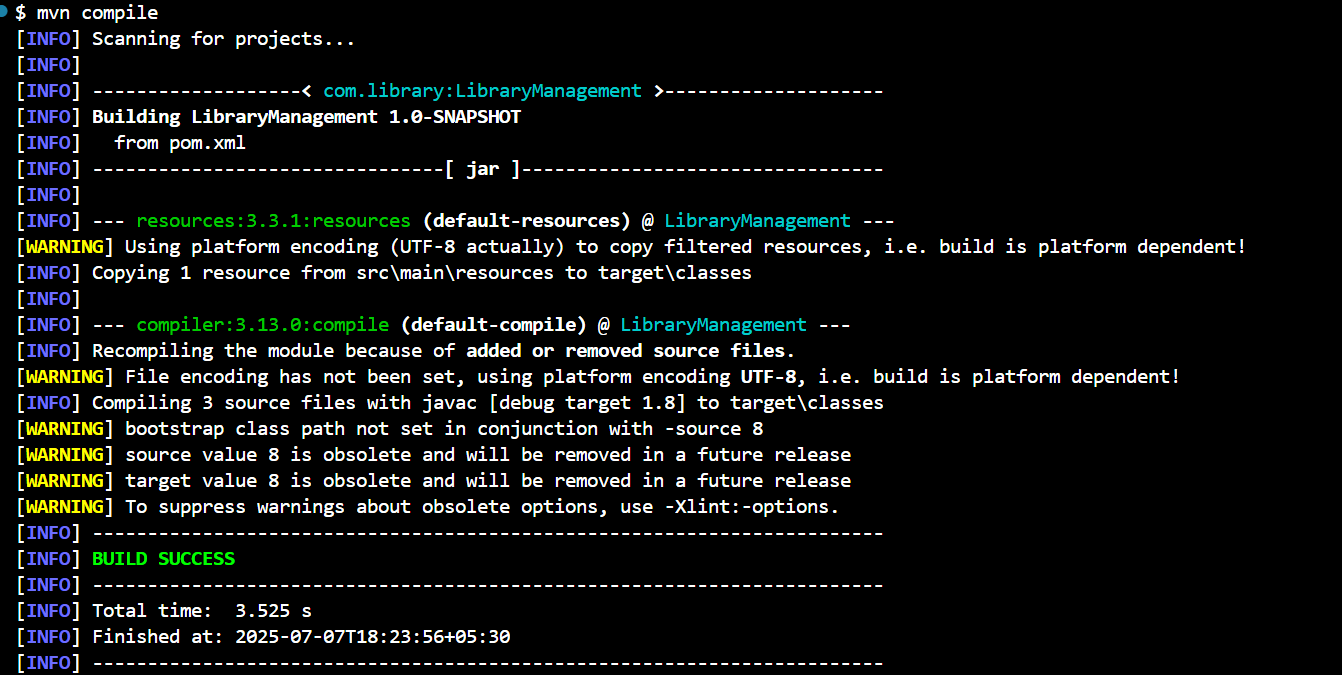 $ mvn compile
[INFO] Scanning for projects...
[INFO]
[INFO] -------------------< com.library:LibraryManagement >--------------------
[INFO] Building LibraryManagement 1.0-SNAPSHOT
[INFO]   from pom.xml
[INFO] --------------------------------[ jar ]---------------------------------
[INFO]
[INFO] --- resources:3.3.1:resources (default-resources) @ LibraryManagement ---
[WARNING] Using platform encoding (UTF-8 actually) to copy filtered resources, i.e. build is platform dependent!
[INFO] Copying 1 resource from src\main\resources to target\classes
[INFO]
[INFO] --- compiler:3.13.0:compile (default-compile) @ LibraryManagement ---
[INFO] Recompiling the module because of added or removed source files.
[WARNING] File encoding has not been set, using platform encoding UTF-8, i.e. build is platform dependent!
[INFO] Compiling 3 source files with javac [debug target 1.8] to target\classes
[WARNING] bootstrap class path not set in conjunction with -source 8
[WARNING] source value 8 is obsolete and will be removed in a future release
[WARNING] target value 8 is obsolete and will be removed in a future release
[WARNING] To suppress warnings about obsolete options, use -Xlint:-options.
[INFO] ------------------------------------------------------------------------
[INFO] BUILD SUCCESS
[INFO] ------------------------------------------------------------------------
[INFO] Total time:  3.525 s
[INFO] Finished at: 2025-07-07T18:23:56+05:30
[INFO] ------------------------------------------------------------------------